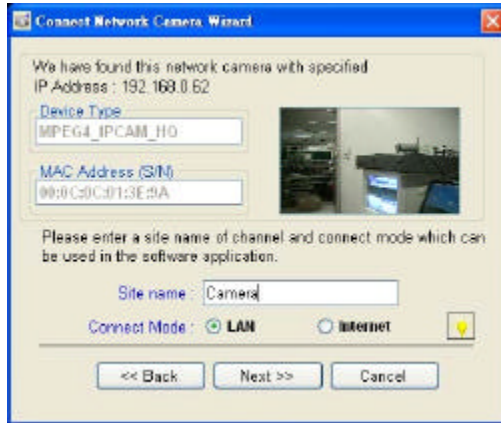 Connect Network Camera Wizard
We have found this network camera with specified
IP Address : 192.168.0.62
Device Type
MPEG4_IPCAM_HO
MAC Address (S/N)
00:0C:0C:01:3E:9A
Please enter a site name of channel and connect mode which can
be used in the software application.
Site name : Camera
Connect Mode : LAN Internet
<< Back Next >> Cancel